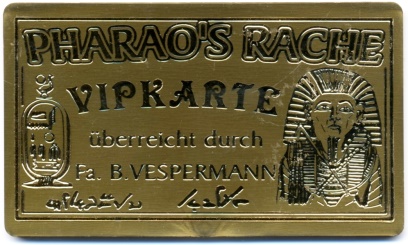 PHARAO'S RACHE
VIPKARTE
überreicht durch
Fa. B. VESPERMANN